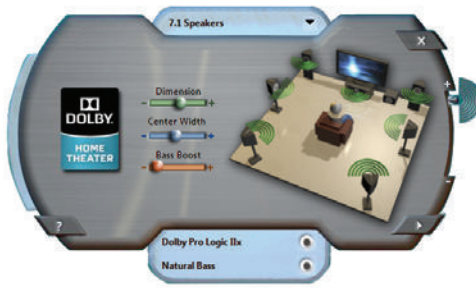 7.1 Speakers
X
Dimension
- +
Center Width
- +
Bass Boost
- +
DOLBY.
HOME
THEATER
+
-
?
Dolby Pro Logic IIx
Natural Bass